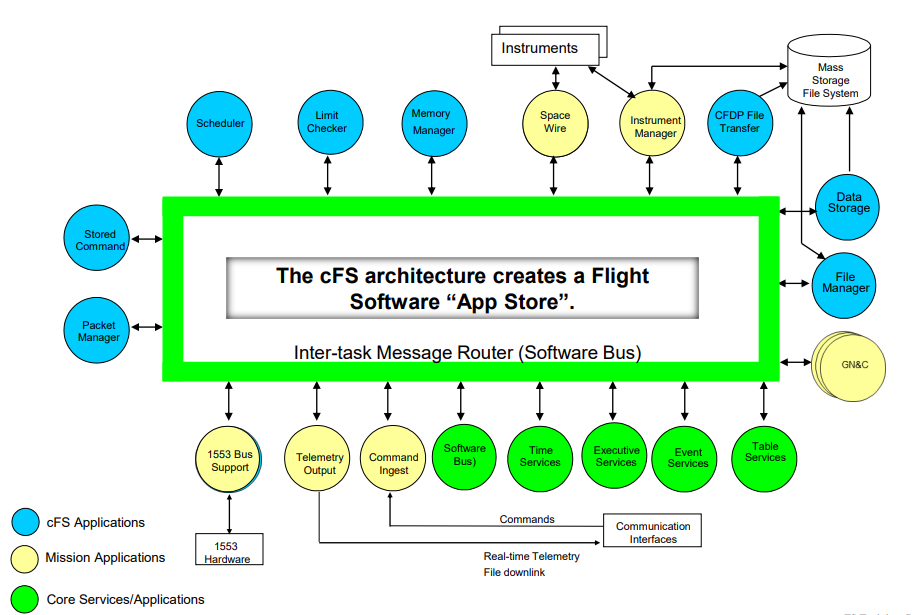 Instruments
Mass
Storage
File System
Scheduler
Limit
Checker
Memory
Manager
Space
Wire
Instrument
Manager
CFDP File
Transfer
Data
Storage
Stored
Command
File
Manager
Packet
Manager
The cFS architecture creates a Flight
Software “App Store”.
Inter-task Message Router (Software Bus)
GN&C
1553 Bus
Support
Telemetry
Output
Command
Ingest
Software
Bus)
Time
Services
Executive
Services
Event
Services
Table
Services
cFS Applications
Mission Applications
Core Services/Applications
1553
Hardware
Commands
Communication
Interfaces
Real-time Telemetry
File downlink